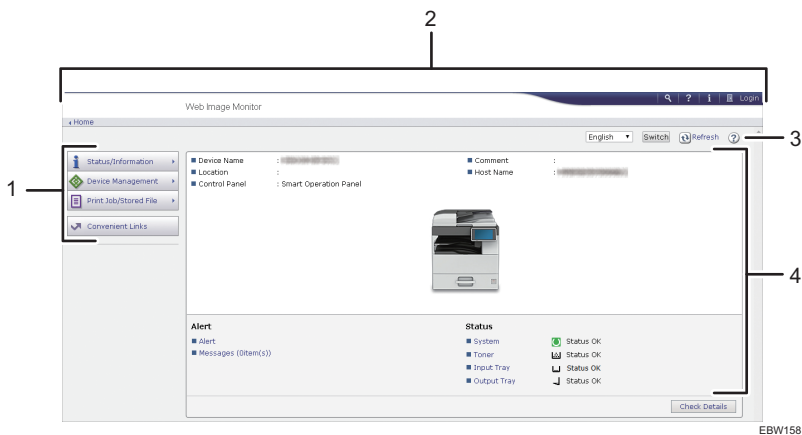 2
Login
Web Image Monitor
Home
English Switch Refresh
3
1
Status/Information
Device Management
Print Job/Stored File
Convenient Links
Device Name :
Location :
Control Panel : Smart Operation Panel
Comment :
Host Name :
4
Alert
Alert
Messages (0item(s))
Status
System Status OK
Toner Status OK
Input Tray Status OK
Output Tray Status OK
Check Details
EBW158